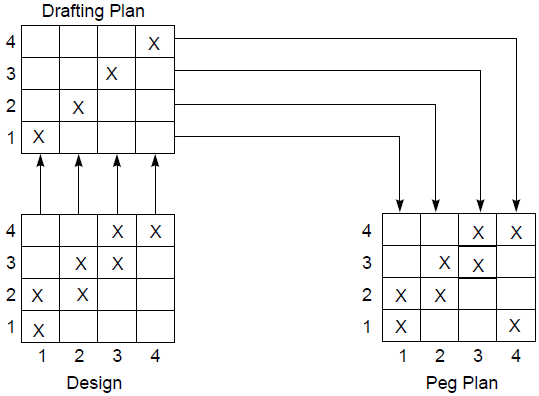 Drafting Plan
4 X
3 X
2 X
1 X
4 X X
3 X X
2 X X
1 X
1 2 3 4
Design
4 X X
3 X X
2 X X
1 X X
1 2 3 4
Peg Plan